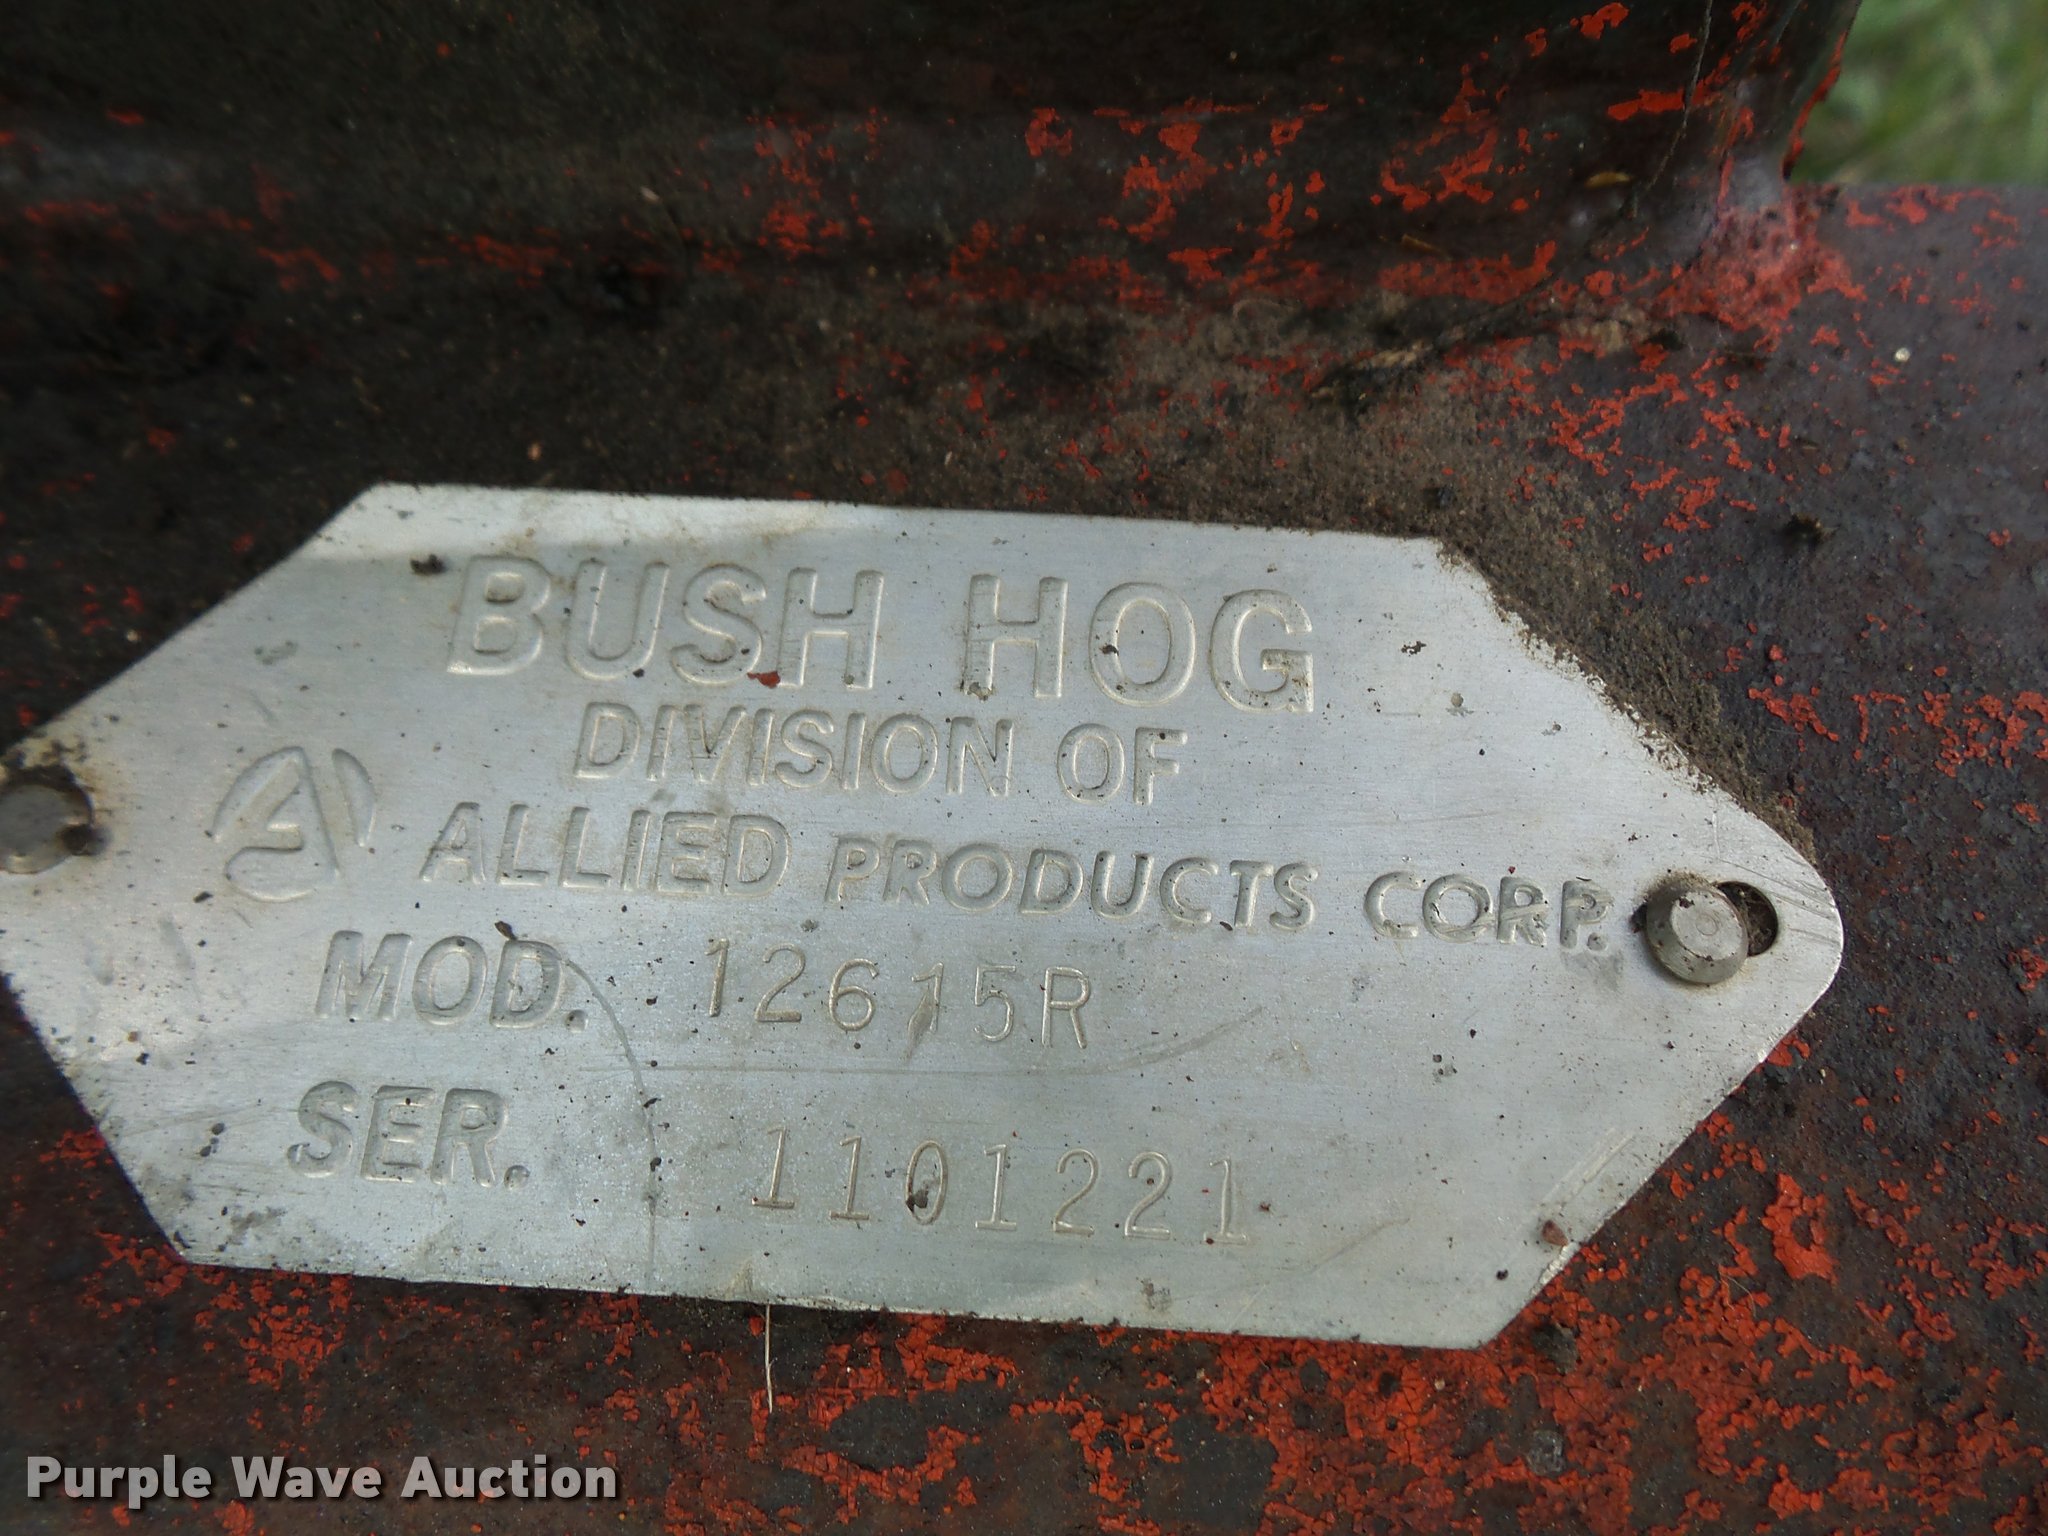 BUSH HOG
DIVISION OF
A ALLIED PRODUCTS CORP.
MOD. 12615R
SER. 1101221
Purple Wave Auction